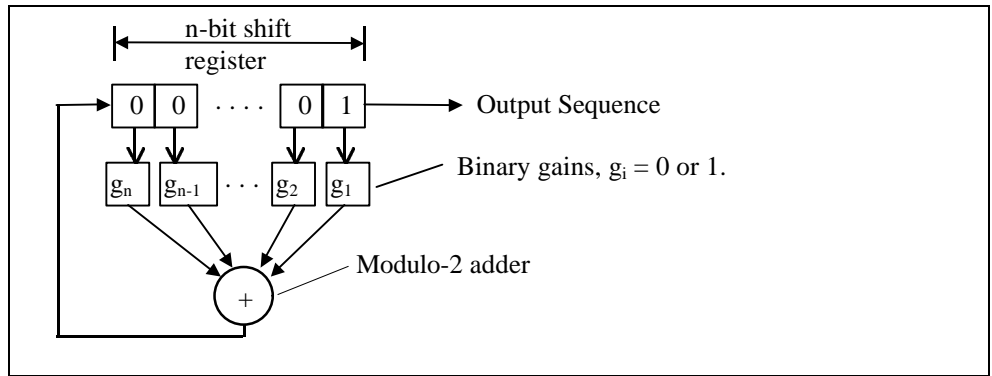 n-bit shift
register
0 0 . . . . 0 1
Output Sequence
gn gn-1 . . . g2 g1
Binary gains, gi = 0 or 1.
Modulo-2 adder
+